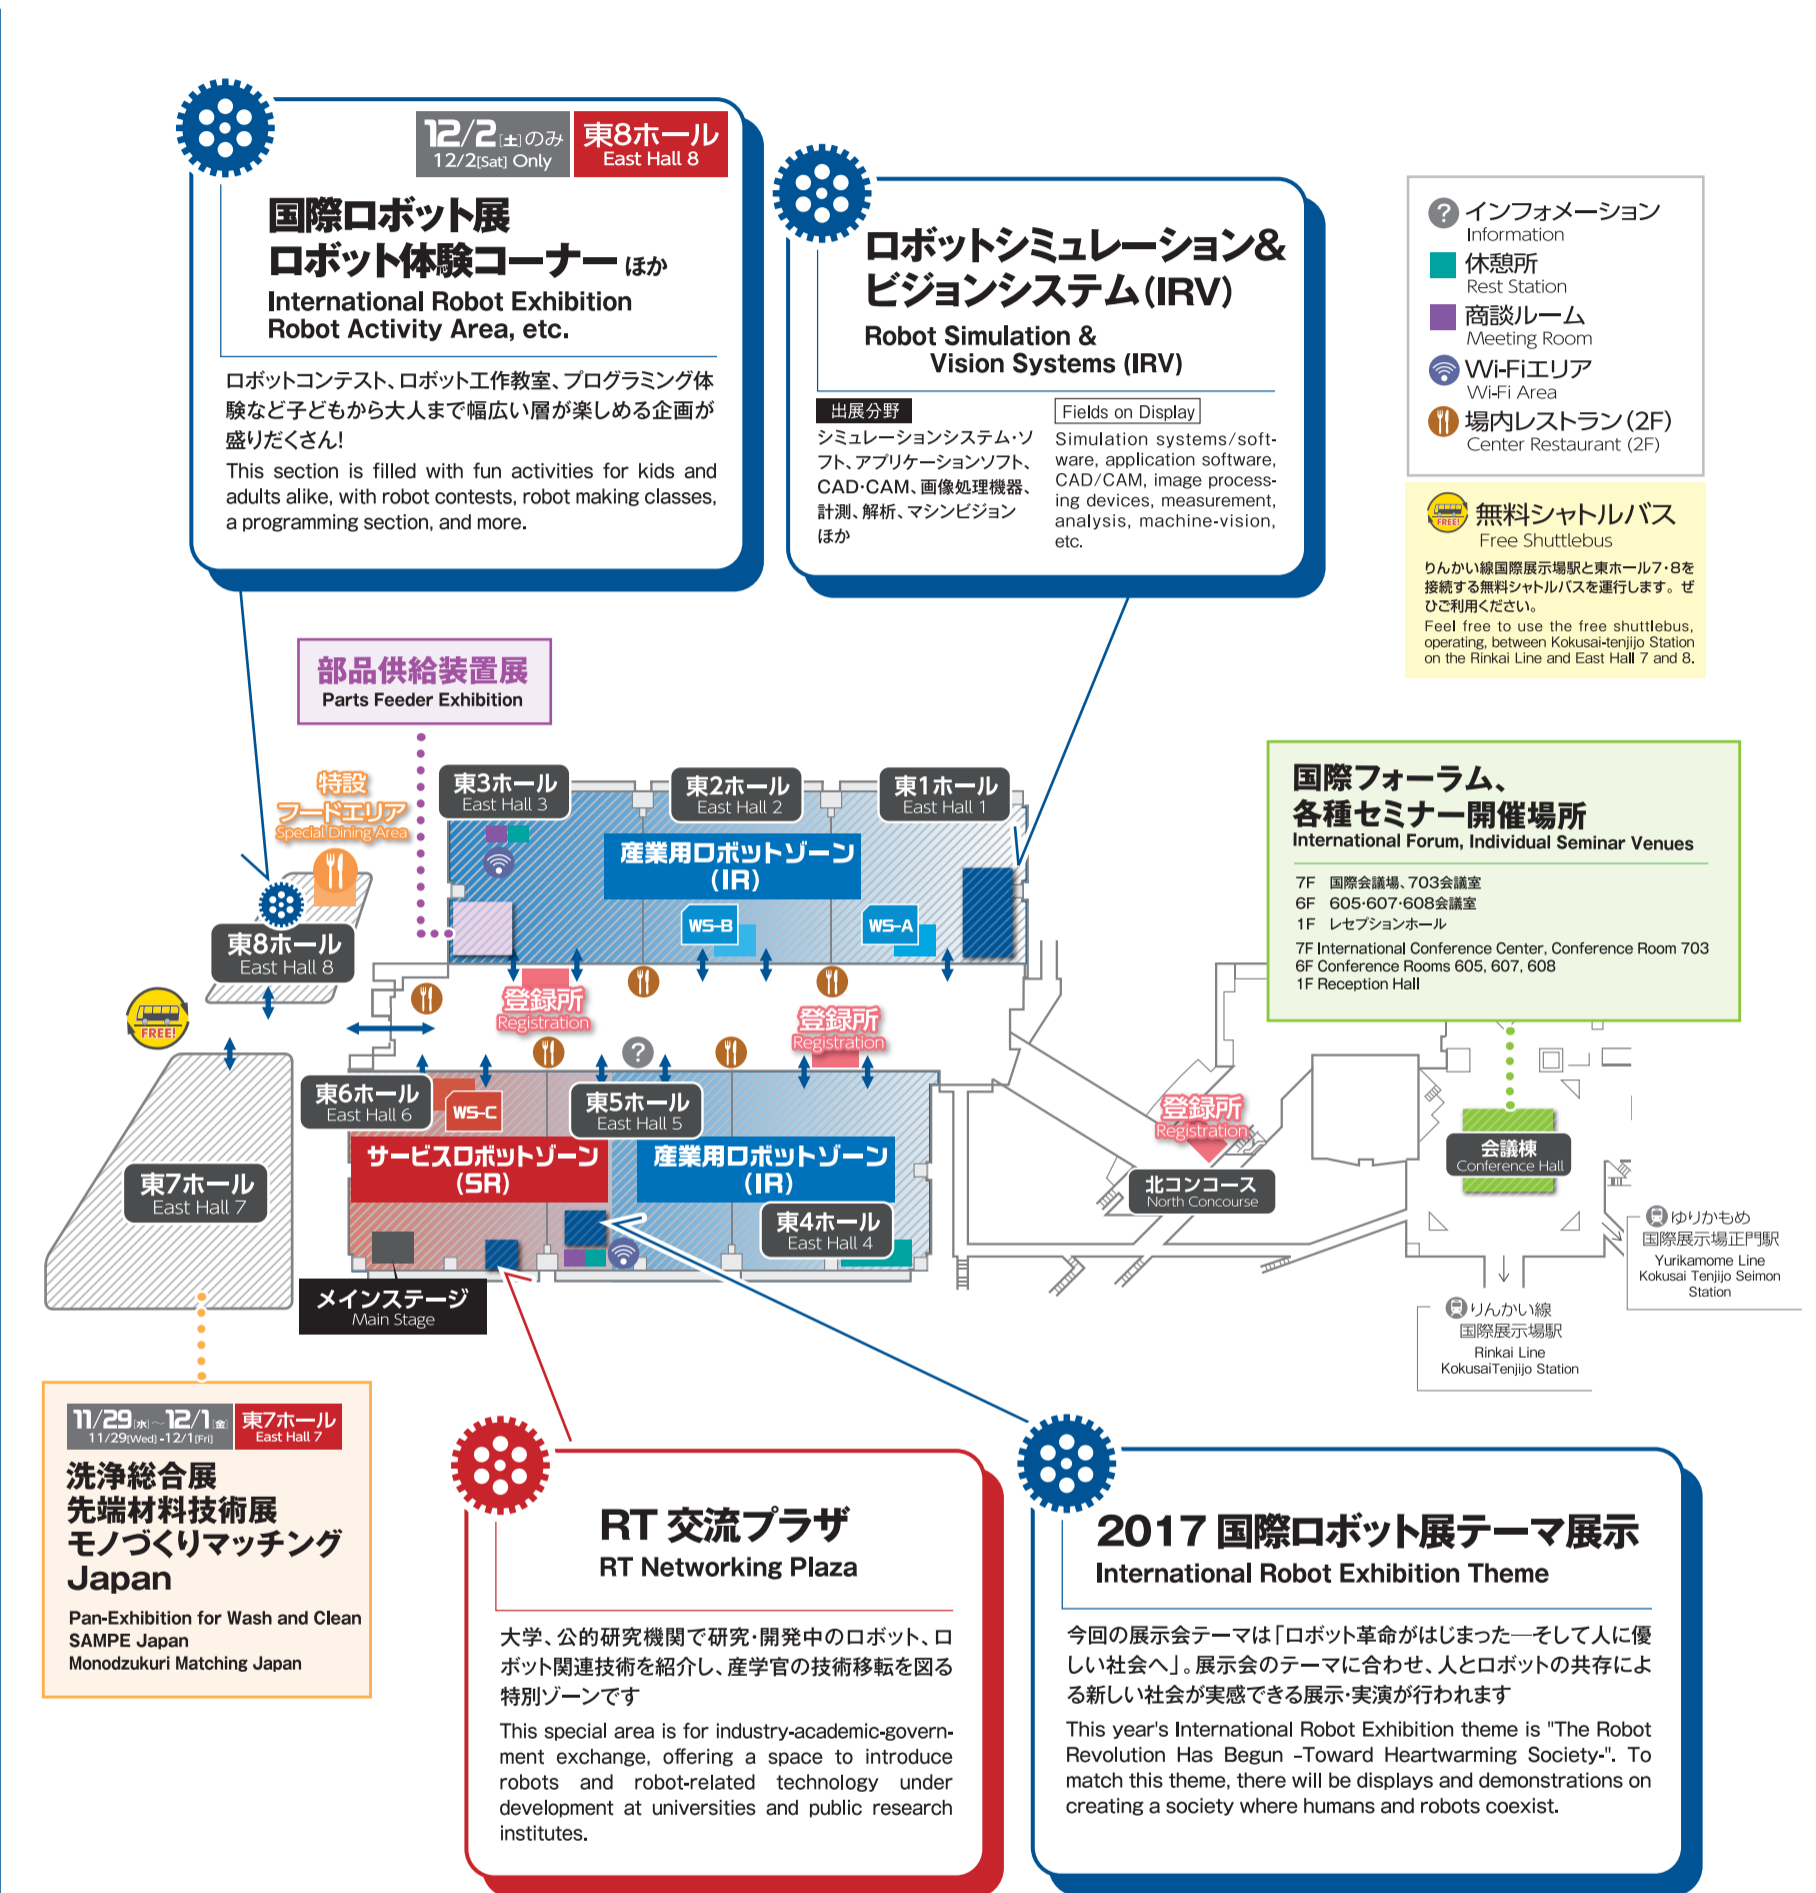 12/2[土]のみ
12/2[Sat] Only
東8ホール
East Hall 8
国際ロボット展
ロボット体験コーナー ほか
International Robot Exhibition
Robot Activity Area, etc.
ロボットコンテスト、ロボット工作教室、プログラミング体
験など子どもから大人まで幅広い層が楽しめる企画が
盛りだくさん!
This section is filled with fun activities for kids and
adults alike, with robot contests, robot making classes,
a programming section, and more.
ロボットシミュレーション&
ビジョンシステム(IRV)
Robot Simulation &
Vision Systems (IRV)
出展分野
シミュレーションシステム・ソ
フト、アプリケーションソフト、
CAD・CAM、画像処理機器、
計測、解析、マシンビジョン
ほか
Fields on Display
Simulation systems/soft-
ware, application software,
CAD/CAM, image process-
ing devices, measurement,
analysis, machine-vision,
etc.
? インフォメーション
Information
休憩所
Rest Station
商談ルーム
Meeting Room
Wi-Fiエリア
Wi-Fi Area
場内レストラン(2F)
Center Restaurant (2F)
FREE!
無料シャトルバス
Free Shuttlebus
りんかい線国際展示場駅と東ホール7・8を
接続する無料シャトルバスを運行します。ぜ
ひご利用ください。
Feel free to use the free shuttlebus,
operating, between Kokusai-tenjijo Station
on the Rinkai Line and East Hall 7 and 8.
部品供給装置展
Parts Feeder Exhibition
特設
フードエリア
Special Dining Area
東3ホール
East Hall 3
東2ホール
East Hall 2
東1ホール
East Hall 1
産業用ロボットゾーン
(IR)
WS-B
WS-A
東8ホール
East Hall 8
FREE!
登録所
Registration
登録所
Registration
?
国際フォーラム、
各種セミナー開催場所
International Forum, Individual Seminar Venues
7F 国際会議場、703会議室
6F 605・607・608会議室
1F レセプションホール
7F International Conference Center, Conference Room 703
6F Conference Rooms 605, 607, 608
1F Reception Hall
東6ホール
East Hall 6
WS-C
東5ホール
East Hall 5
サービスロボットゾーン
(SR)
産業用ロボットゾーン
(IR)
東7ホール
East Hall 7
東4ホール
East Hall 4
メインステージ
Main Stage
登録所
Registration
北コンコース
North Concourse
会議棟
Conference Hall
ゆりかもめ
国際展示場正門駅
Yurikamome Line
Kokusai Tenjijo Seimon
Station
りんかい線
国際展示場駅
Rinkai Line
KokusaiTenjijo Station
11/29[水]~12/1[金]
11/29[Wed]-12/1[Fri]
東7ホール
East Hall 7
洗浄総合展
先端材料技術展
モノづくりマッチング
Japan
Pan-Exhibition for Wash and Clean
SAMPE Japan
Monodzukuri Matching Japan
RT 交流プラザ
RT Networking Plaza
大学、公的研究機関で研究・開発中のロボット、ロ
ボット関連技術を紹介し、産学官の技術移転を図る
特別ゾーンです
This special area is for industry-academic-govern-
ment exchange, offering a space to introduce
robots and robot-related technology under
development at universities and public research
institutes.
2017 国際ロボット展テーマ展示
International Robot Exhibition Theme
今回の展示会テーマは「ロボット革命がはじまった―そして人に優
しい社会へ」。展示会のテーマに合わせ、人とロボットの共存によ
る新しい社会が実感できる展示・実演が行われます
This year's International Robot Exhibition theme is "The Robot
Revolution Has Begun -Toward Heartwarming Society-". To
match this theme, there will be displays and demonstrations on
creating a society where humans and robots coexist.